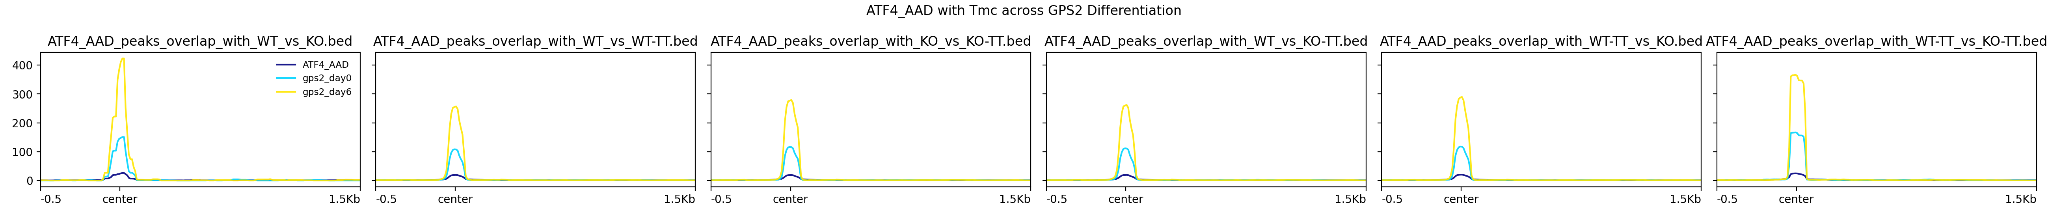 ATF4_AAD with Tmc across GPS2 Differentiation
ATF4_AAD_peaks_overlap_with_WT_vs_KO.bed
ATF4_AAD_peaks_overlap_with_WT_vs_WT-TT.bed
ATF4_AAD_peaks_overlap_with_KO_vs_KO-TT.bed
ATF4_AAD_peaks_overlap_with_WT_vs_KO-TT.bed
ATF4_AAD_peaks_overlap_with_WT-TT_vs_KO.bed
ATF4_AAD_peaks_overlap_with_WT-TT_vs_KO-TT.bed
400
300
200
100
0
ATF4_AAD
gps2_day0
gps2_day6
-0.5 center 1.5Kb
-0.5 center 1.5Kb
-0.5 center 1.5Kb
-0.5 center 1.5Kb
-0.5 center 1.5Kb
-0.5 center 1.5Kb